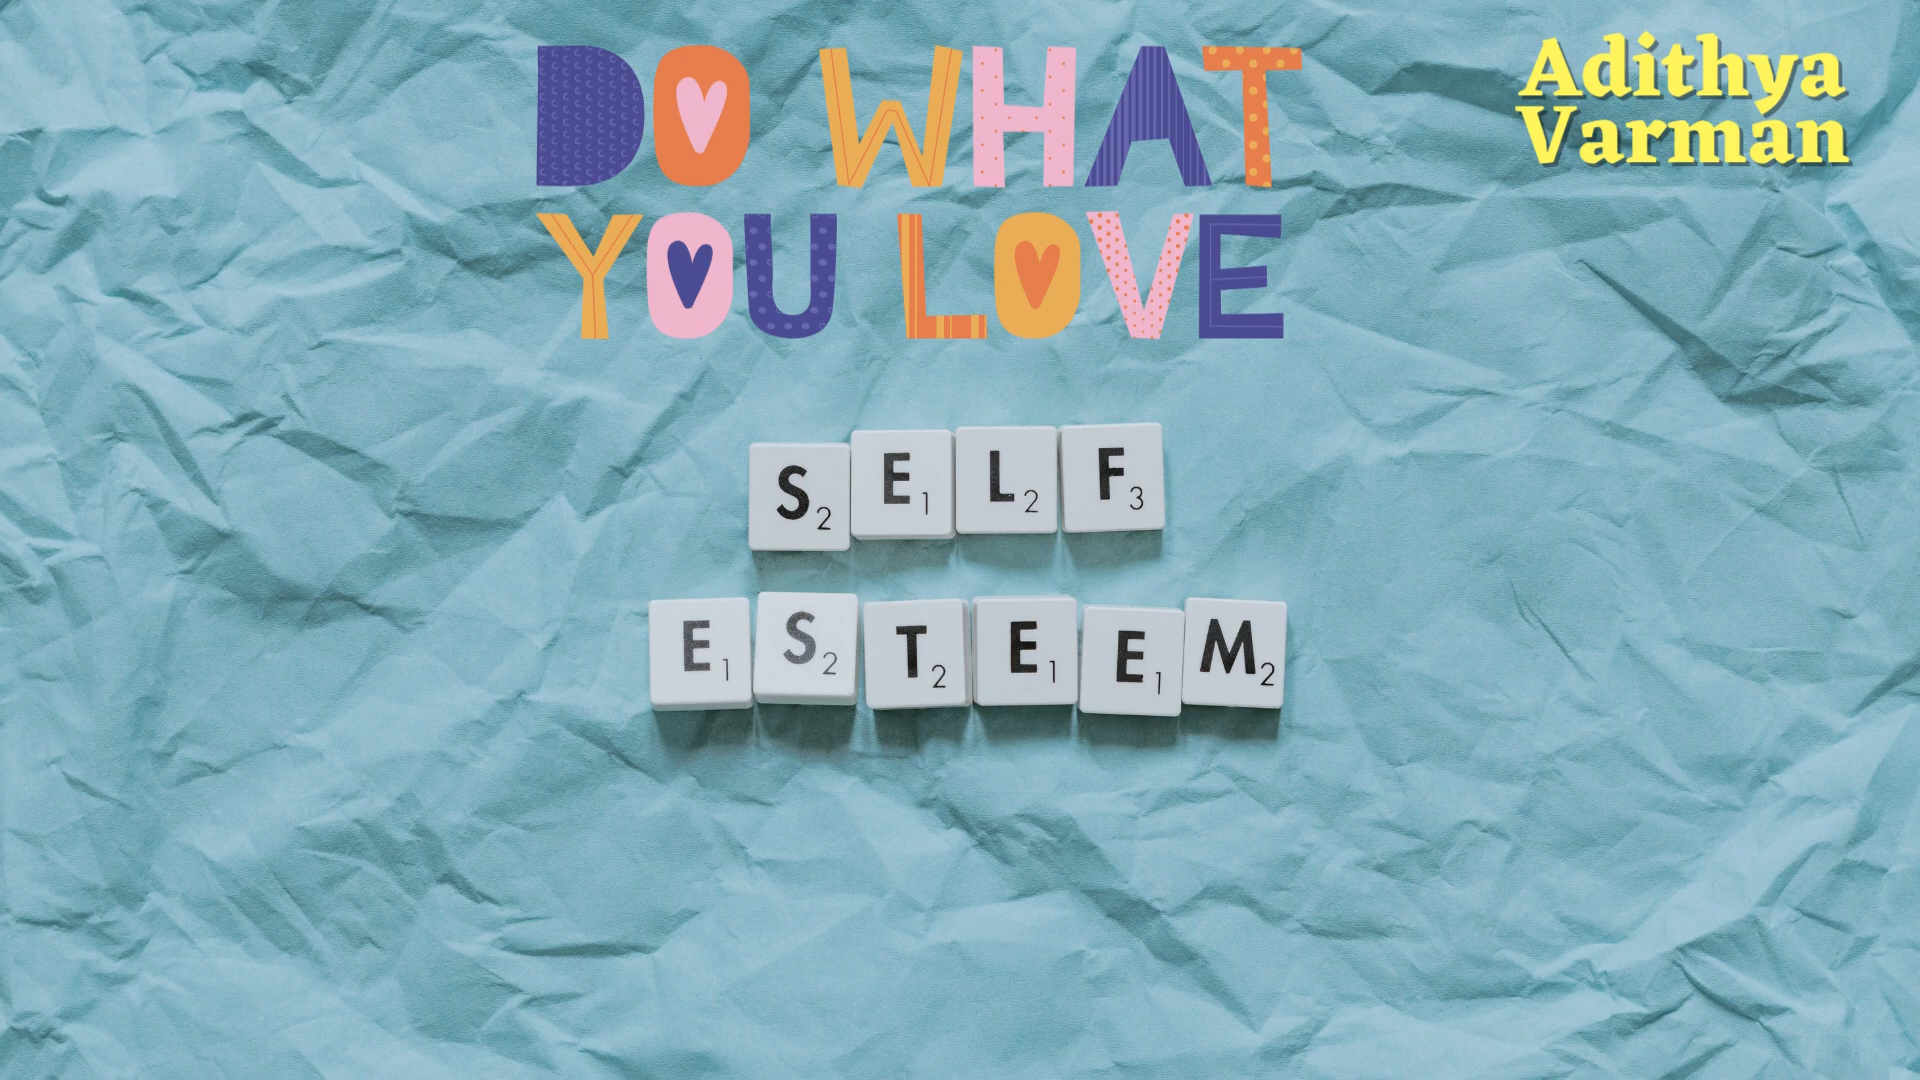 DO WHAT
YOU LOVE
Adithya
Varman
S2 E1 L2 F3
E1 S2 T2 E1 E1 M2